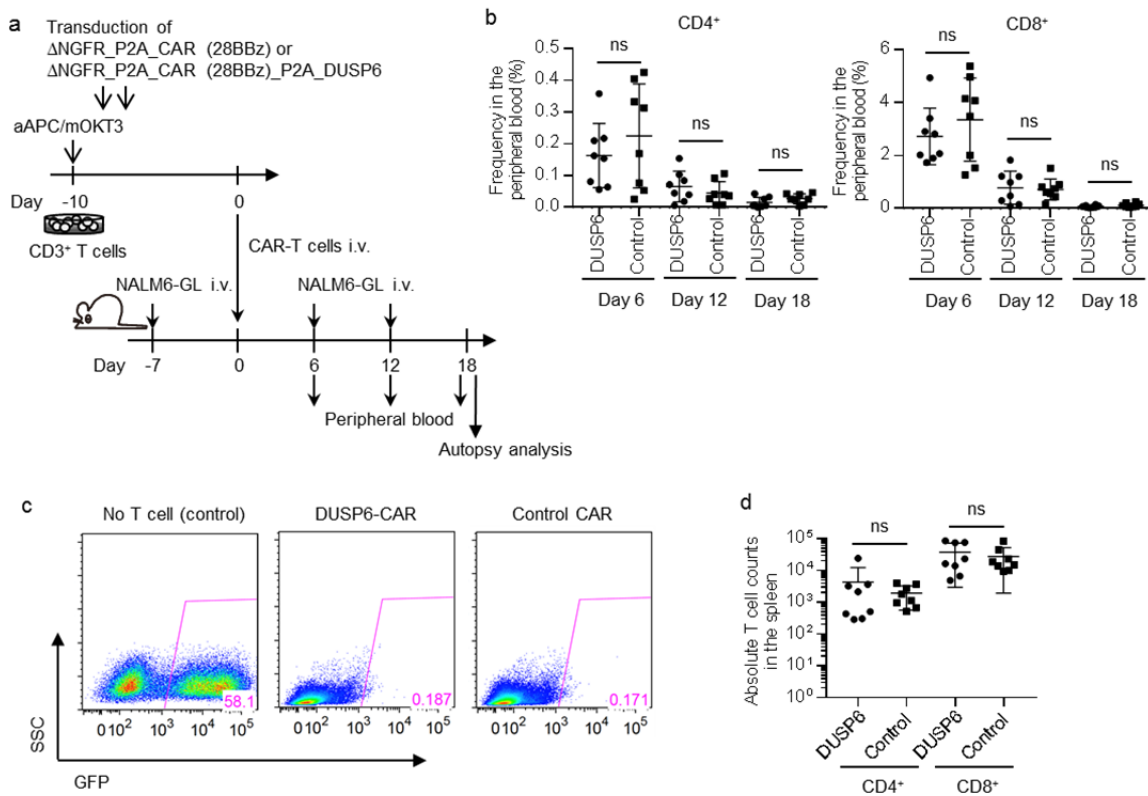 a
Transduction of
ΔNGFR_P2A_CAR (28BBz) or
ΔNGFR_P2A_CAR (28BBz)_P2A_DUSP6
aAPC/mOKT3
Day -10 0
CD3⁺ T cells
CAR-T cells i.v.
NALM6-GL i.v. NALM6-GL i.v.
Day -7 0 6 12 18
Peripheral blood
Autopsy analysis
b
CD4⁺
Frequency in the
peripheral blood (%)
0.5
0.4
0.3
0.2
0.1
0.0
ns
ns
ns
DUSP6 Control DUSP6 Control DUSP6 Control
Day 6 Day 12 Day 18
CD8⁺
Frequency in the
peripheral blood (%)
6
4
2
0
ns
ns
ns
DUSP6 Control DUSP6 Control DUSP6 Control
Day 6 Day 12 Day 18
c
No T cell (control) DUSP6-CAR Control CAR
58.1 0.187 0.171
0 10² 10³ 10⁴ 10⁵ 0 10² 10³ 10⁴ 10⁵ 0 10² 10³ 10⁴ 10⁵
SSC
GFP
d
Absolute T cell counts
in the spleen
10⁵
10⁴
10³
10²
10¹
10⁰
ns
ns
DUSP6 Control DUSP6 Control
CD4⁺ CD8⁺